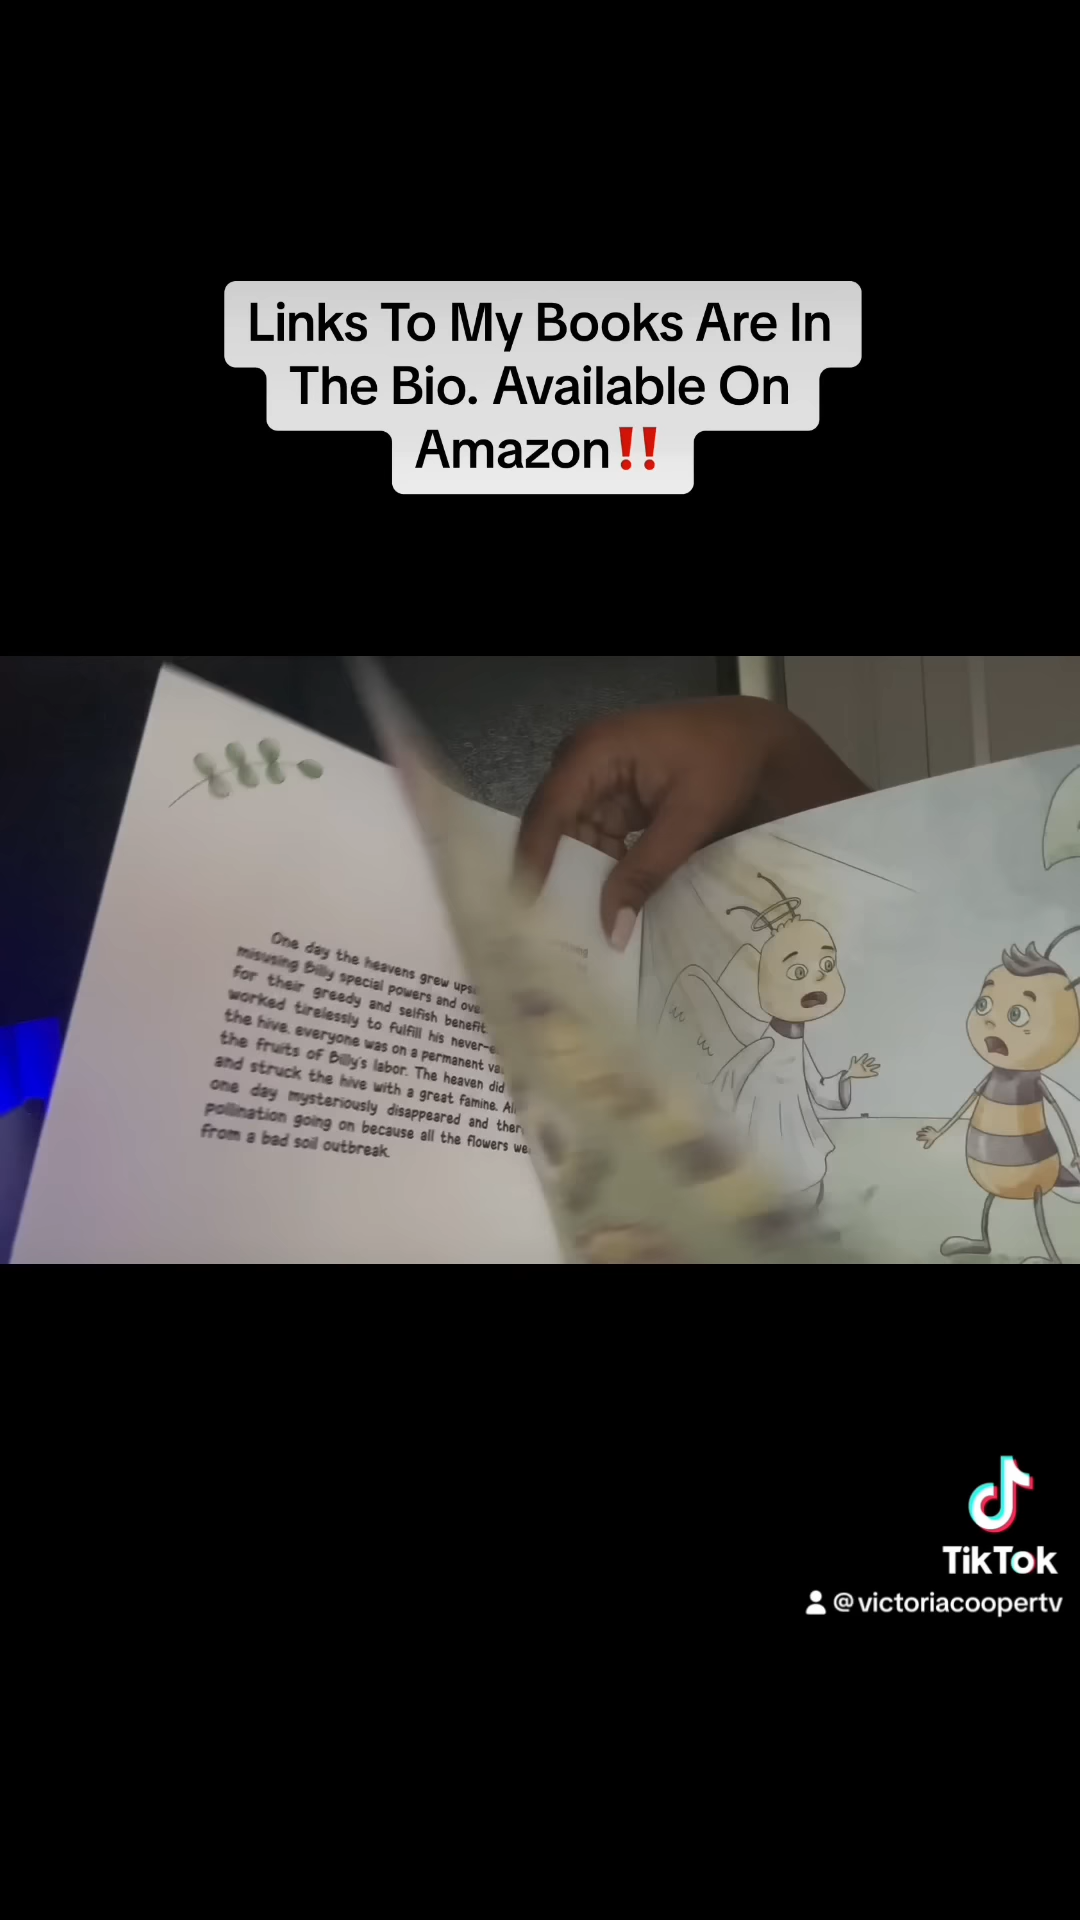 Links To My Books Are In
The Bio. Available On
Amazon‼️
One day the heavens grew
misusing Billy special powers and
for their greedy and selfish benefit.
worked tirelessly to fulfill his
the hive, everyone was on a permanent
the fruits of Billy's labor. The heaven did
and struck the hive with a great famine.
one day mysteriously disappeared and
pollination going on because all the flowers
from a bad soil outbreak.
TikTok
@victoriacoopertv